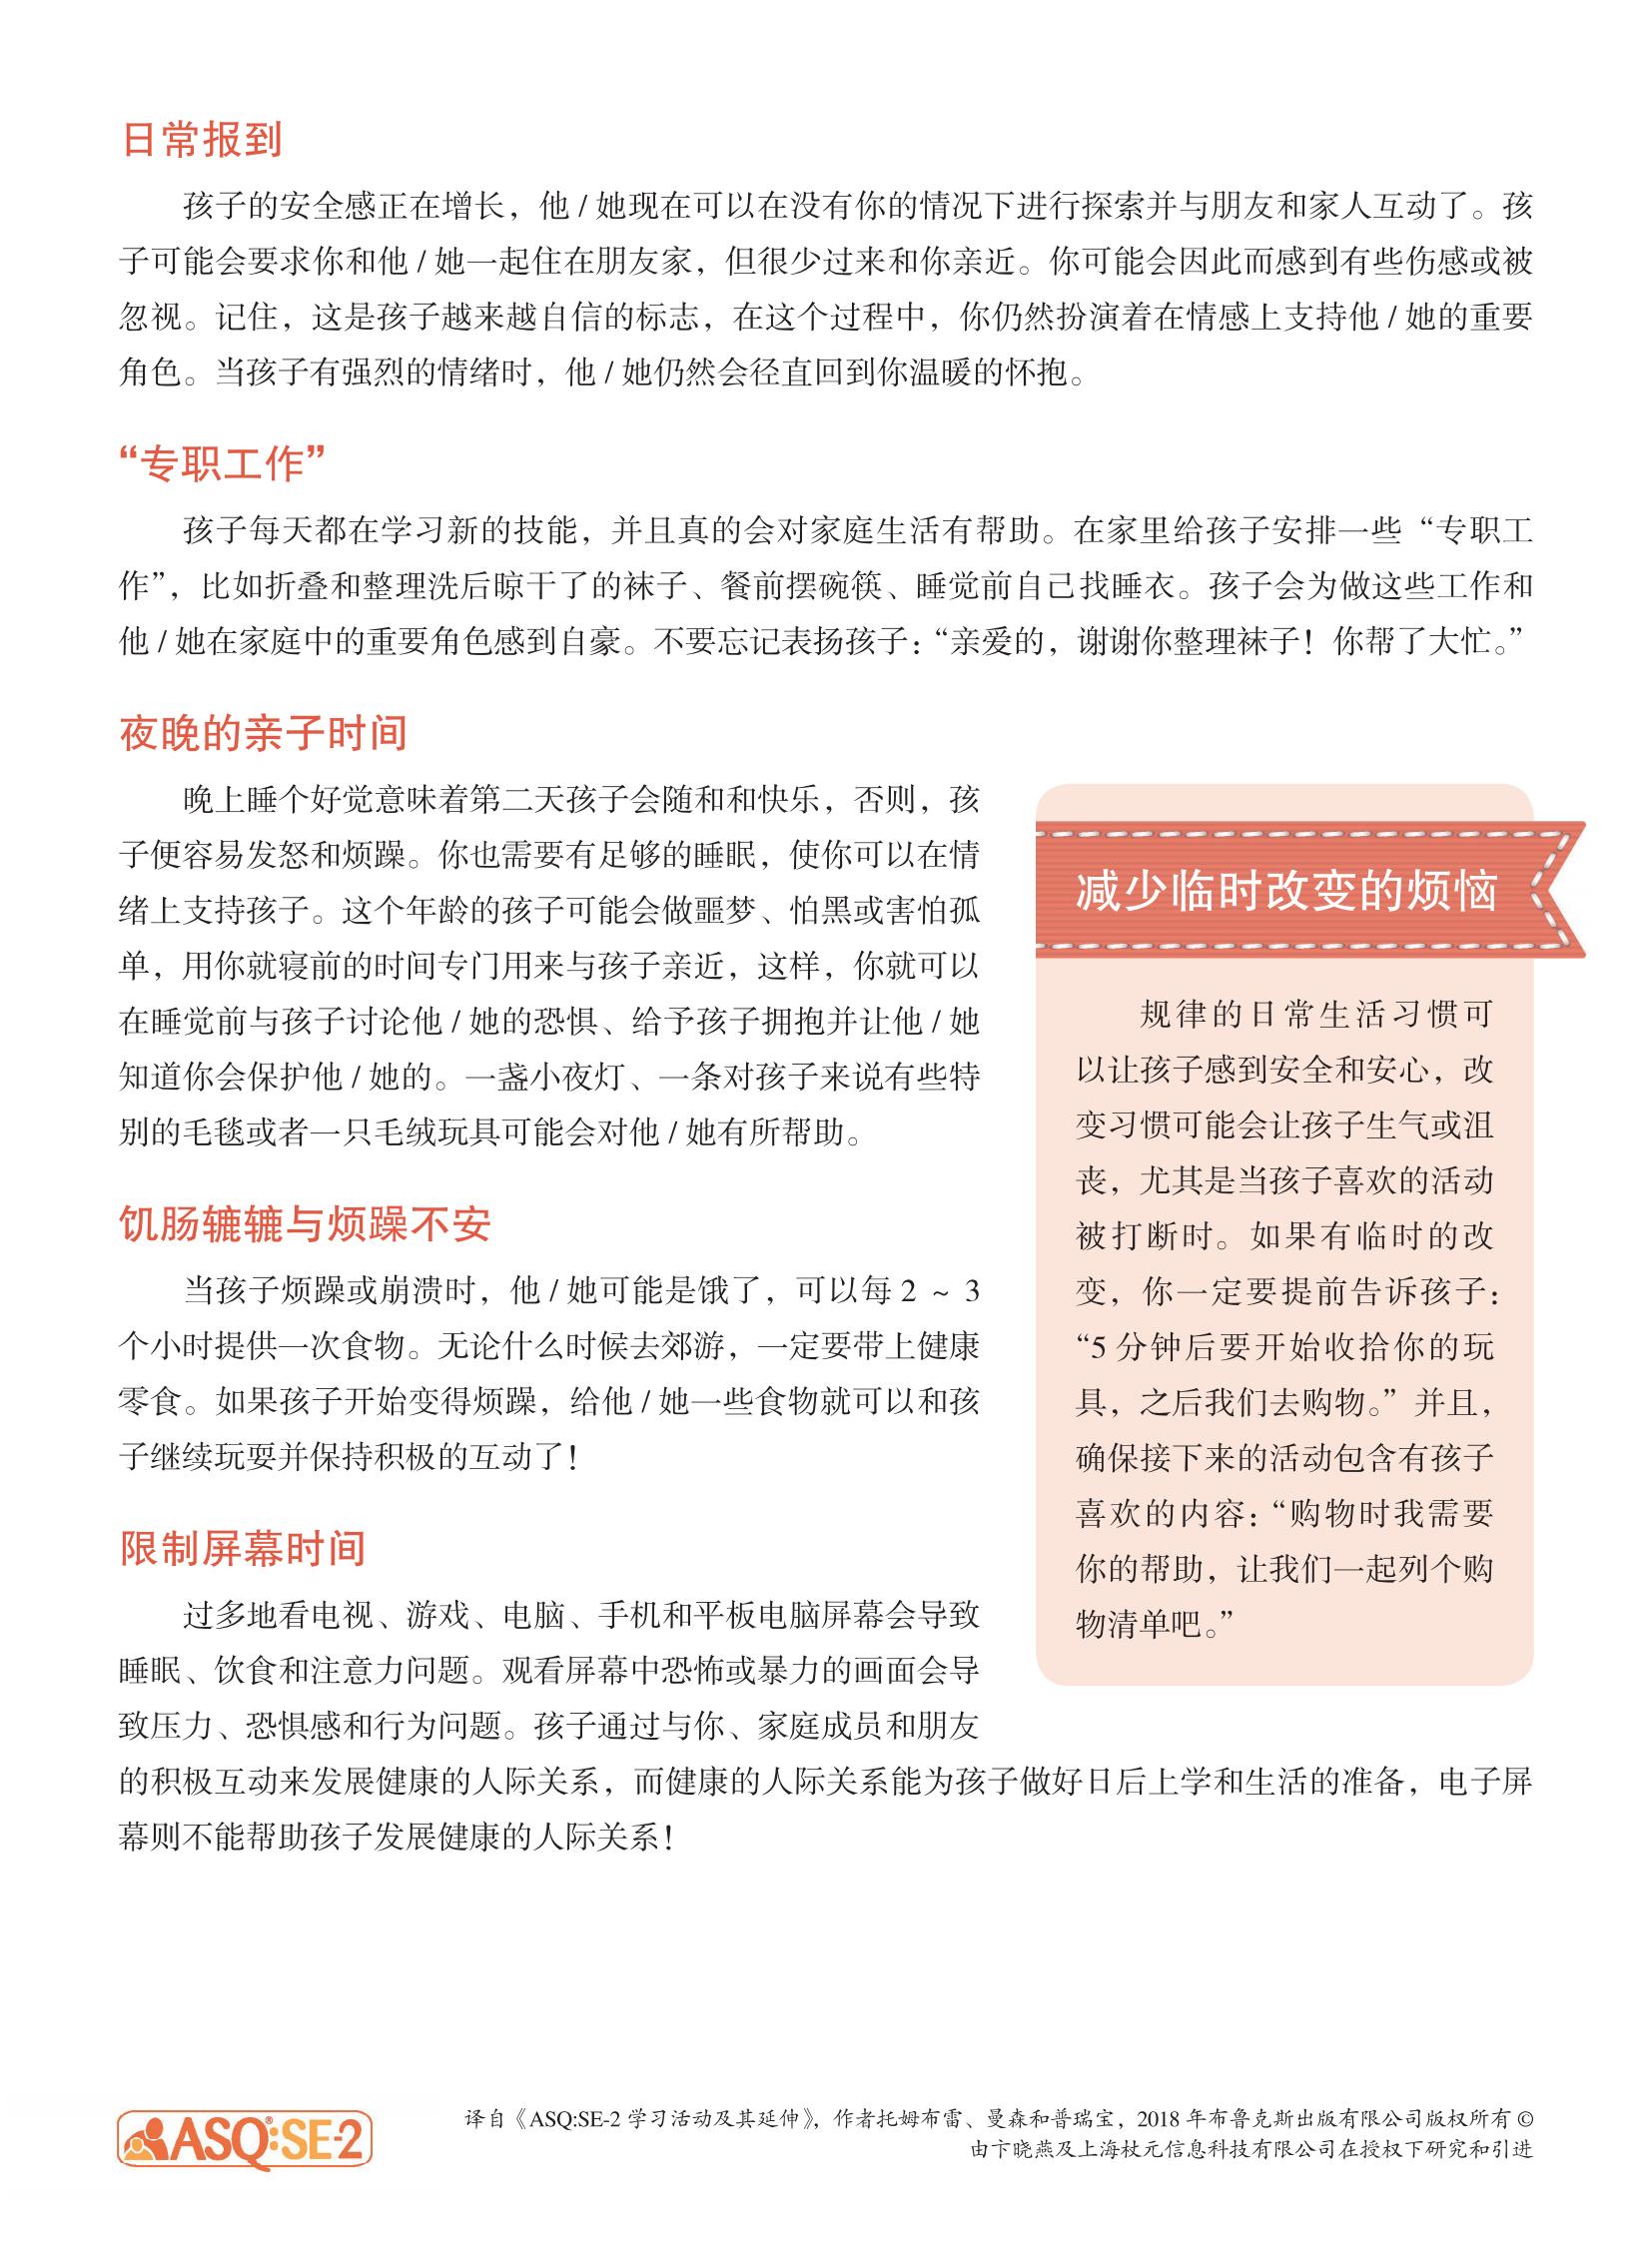 日常报到
孩子的安全感正在增长，他 / 她现在可以在没有你的情况下进行探索并与朋友和家人互动了。孩
子可能会要求你和他 / 她一起住在朋友家，但很少过来和你亲近。你可能会因此而感到有些伤感或被
忽视。记住，这是孩子越来越自信的标志，在这个过程中，你仍然扮演着在情感上支持他 / 她的重要
角色。当孩子有强烈的情绪时，他 / 她仍然会径直回到你温暖的怀抱。
“专职工作”
孩子每天都在学习新的技能，并且真的会对家庭生活有帮助。在家里给孩子安排一些“专职工
作”，比如折叠和整理洗后晾干了的袜子、餐前摆碗筷、睡觉前自己找睡衣。孩子会为做这些工作和
他 / 她在家庭中的重要角色感到自豪。不要忘记表扬孩子：“亲爱的，谢谢你整理袜子！你帮了大忙。”
夜晚的亲子时间
晚上睡个好觉意味着第二天孩子会随和和快乐，否则，孩
子便容易发怒和烦躁。你也需要有足够的睡眠，使你可以在情
绪上支持孩子。这个年龄的孩子可能会做噩梦、怕黑或害怕孤
单，用你就寝前的时间专门用来与孩子亲近，这样，你就可以
在睡觉前与孩子讨论他 / 她的恐惧、给予孩子拥抱并让他 / 她
知道你会保护他 / 她的。一盏小夜灯、一条对孩子来说有些特
别的毛毯或者一只毛绒玩具可能会对他 / 她有所帮助。
饥肠辘辘与烦躁不安
当孩子烦躁或崩溃时，他 / 她可能是饿了，可以每 2 ~ 3
个小时提供一次食物。无论什么时候去郊游，一定要带上健康
零食。如果孩子开始变得烦躁，给他 / 她一些食物就可以和孩
子继续玩耍并保持积极的互动了！
限制屏幕时间
过多地看电视、游戏、电脑、手机和平板电脑屏幕会导致
睡眠、饮食和注意力问题。观看屏幕中恐怖或暴力的画面会导
致压力、恐惧感和行为问题。孩子通过与你、家庭成员和朋友
的积极互动来发展健康的人际关系，而健康的人际关系能为孩子做好日后上学和生活的准备，电子屏
幕则不能帮助孩子发展健康的人际关系！
减少临时改变的烦恼
规律的日常生活习惯可
以让孩子感到安全和安心，改
变习惯可能会让孩子生气或沮
丧，尤其是当孩子喜欢的活动
被打断时。如果有临时的改
变，你一定要提前告诉孩子：
“5 分钟后要开始收拾你的玩
具，之后我们去购物。”并且，
确保接下来的活动包含有孩子
喜欢的内容：“购物时我需要
你的帮助，让我们一起列个购
物清单吧。”
ASQ®:SE-2
译自《ASQ:SE-2 学习活动及其延伸》，作者托姆布雷、曼森和普瑞宝，2018 年布鲁克斯出版有限公司版权所有 ©
由卞晓燕及上海杖元信息科技有限公司在授权下研究和引进